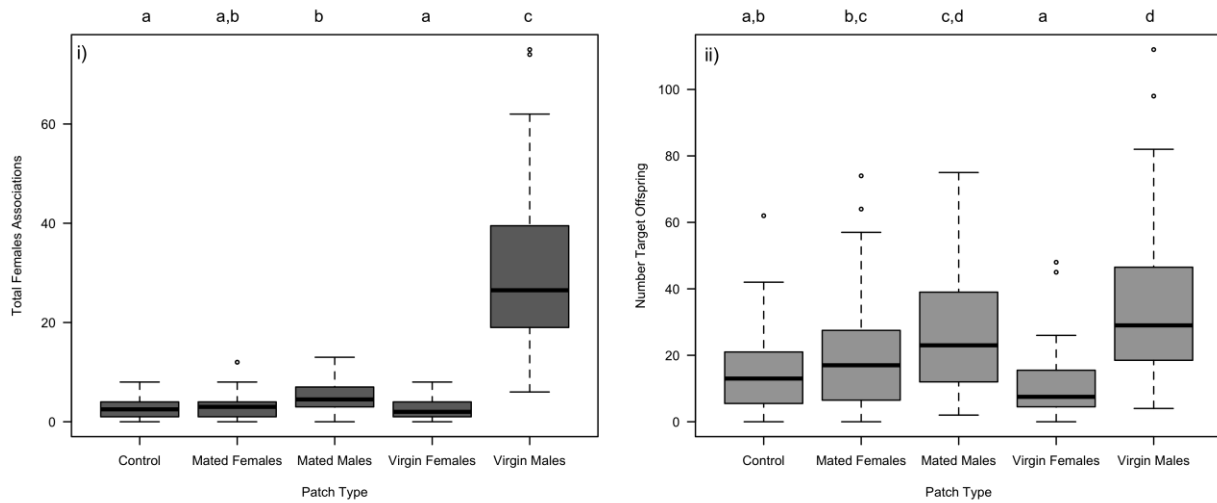 a a,b b a c
i)
Total Females Associations
60
40
20
0
Control Mated Females Mated Males Virgin Females Virgin Males
Patch Type
a,b b,c c,d a d
ii)
Number Target Offspring
100
80
60
40
20
0
Control Mated Females Mated Males Virgin Females Virgin Males
Patch Type